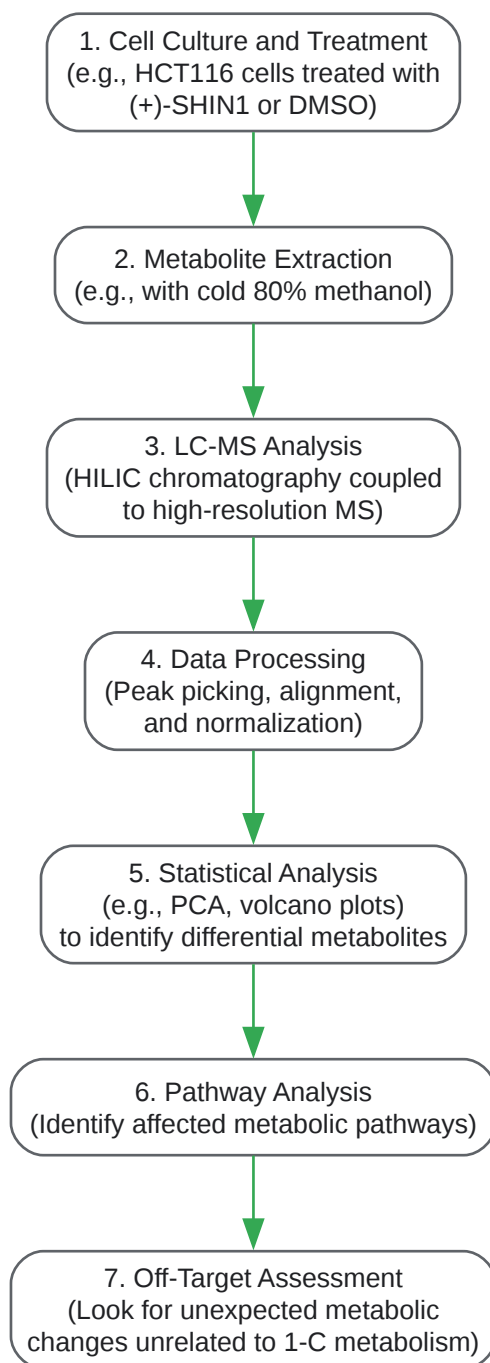 1. Cell Culture and Treatment
(e.g., HCT116 cells treated with
(+)-SHIN1 or DMSO)
2. Metabolite Extraction
(e.g., with cold 80% methanol)
3. LC-MS Analysis
(HILIC chromatography coupled
to high-resolution MS)
4. Data Processing
(Peak picking, alignment,
and normalization)
5. Statistical Analysis
(e.g., PCA, volcano plots)
to identify differential metabolites
6. Pathway Analysis
(Identify affected metabolic pathways)
7. Off-Target Assessment
(Look for unexpected metabolic
changes unrelated to 1-C metabolism)